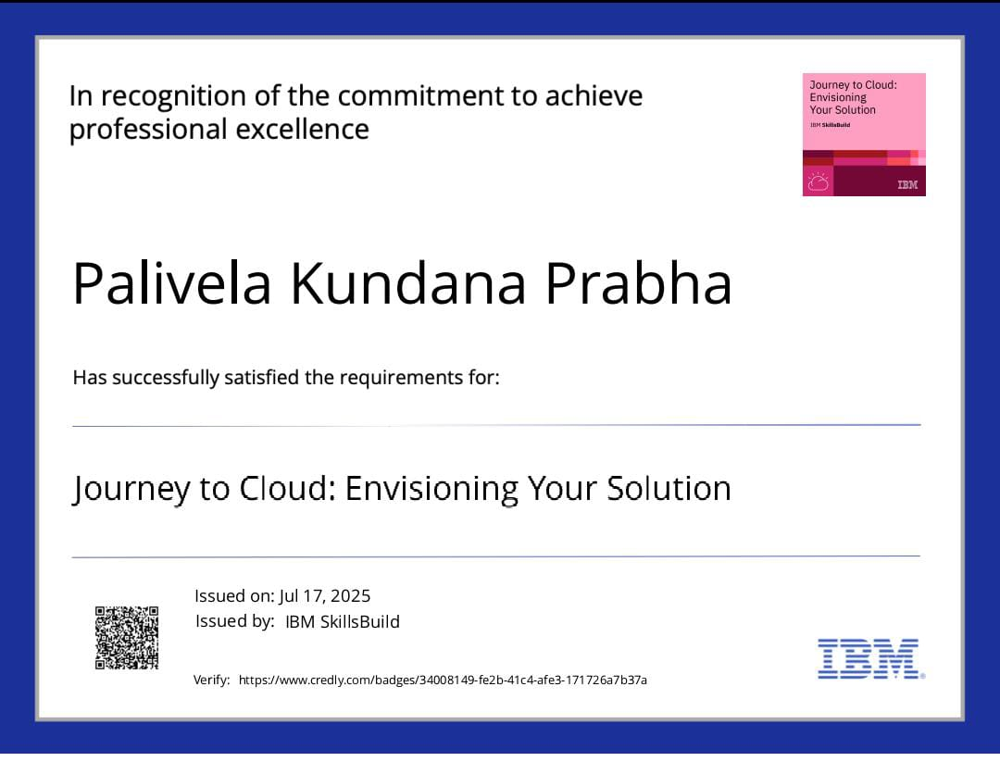 In recognition of the commitment to achieve
professional excellence
Journey to Cloud:
Envisioning
Your Solution
IBM SkillsBuild
IBM
Palivela Kundana Prabha
Has successfully satisfied the requirements for:
Journey to Cloud: Envisioning Your Solution
Issued on: Jul 17, 2025
Issued by: IBM SkillsBuild
Verify: https://www.credly.com/badges/34008149-fe2b-41c4-afe3-171726a7b37a
IBM®